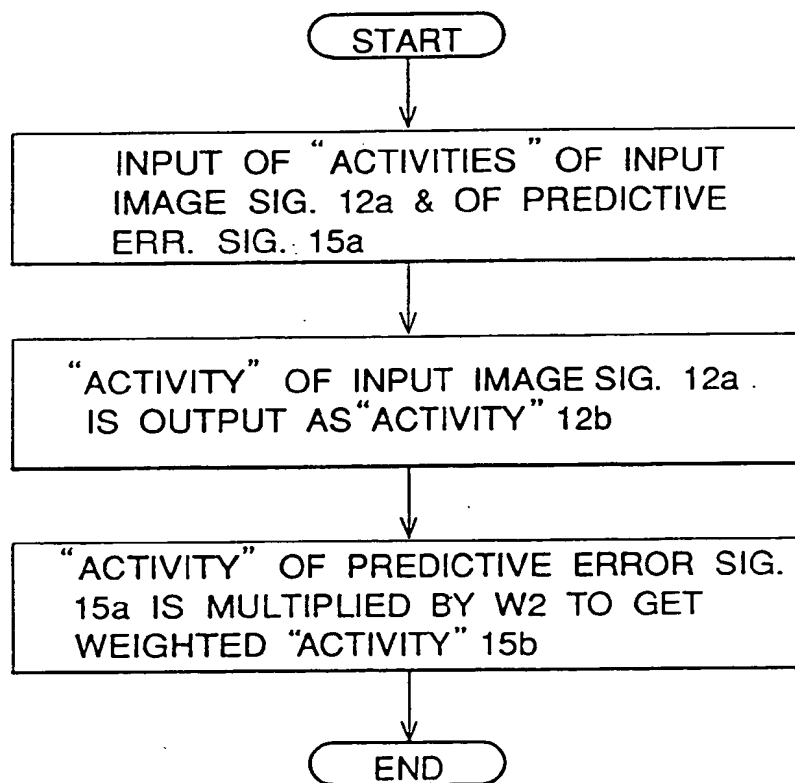 START
INPUT OF "ACTIVITIES" OF INPUT
IMAGE SIG. 12a & OF PREDICTIVE
ERR. SIG. 15a
"ACTIVITY" OF INPUT IMAGE SIG. 12a
IS OUTPUT AS "ACTIVITY" 12b
"ACTIVITY" OF PREDICTIVE ERROR SIG.
15a IS MULTIPLIED BY W2 TO GET
WEIGHTED "ACTIVITY" 15b
END